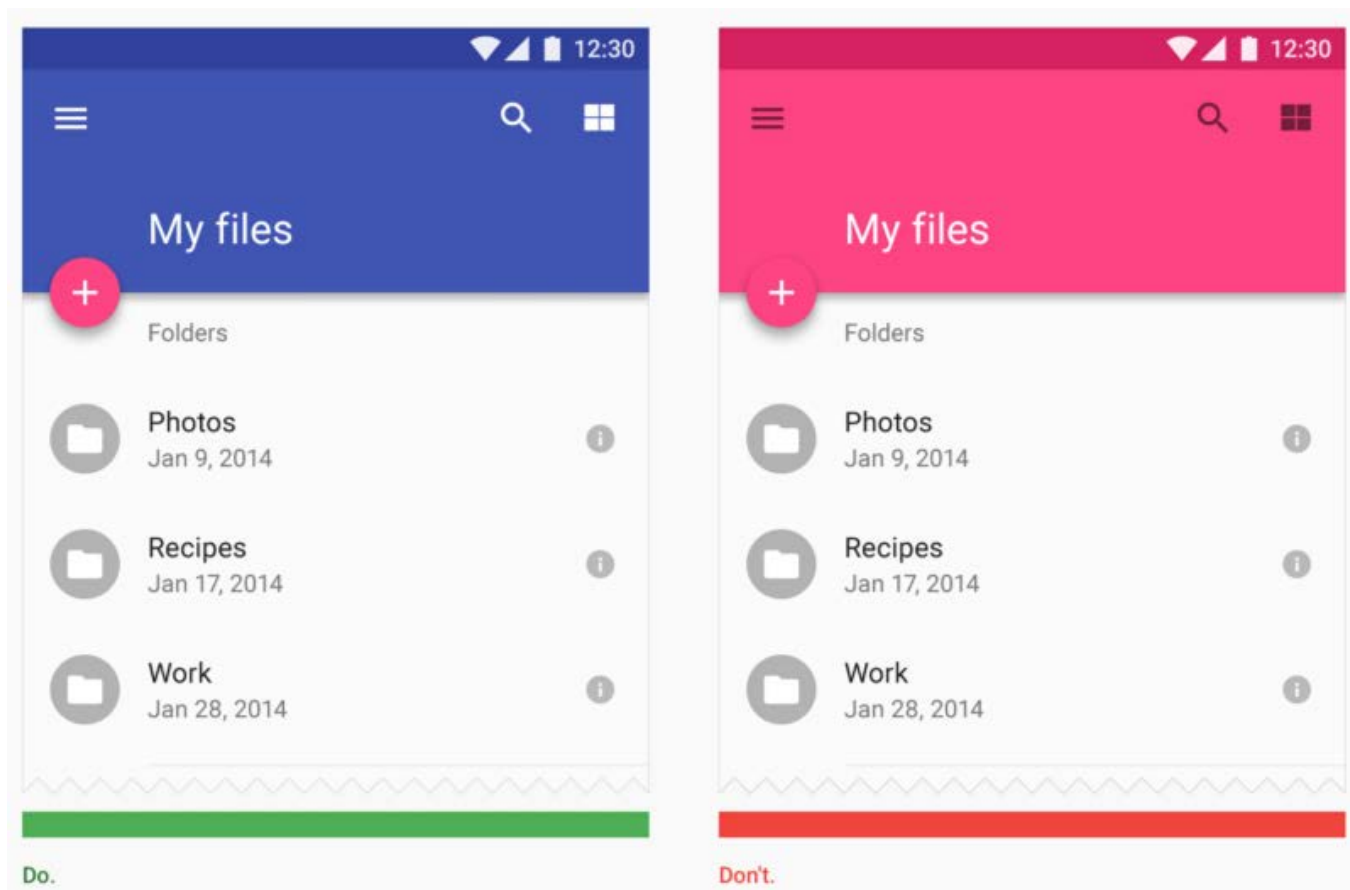 12:30
My files
Folders
Photos
Jan 9, 2014
Recipes
Jan 17, 2014
Work
Jan 28, 2014
Do.
12:30
My files
Folders
Photos
Jan 9, 2014
Recipes
Jan 17, 2014
Work
Jan 28, 2014
Don't.